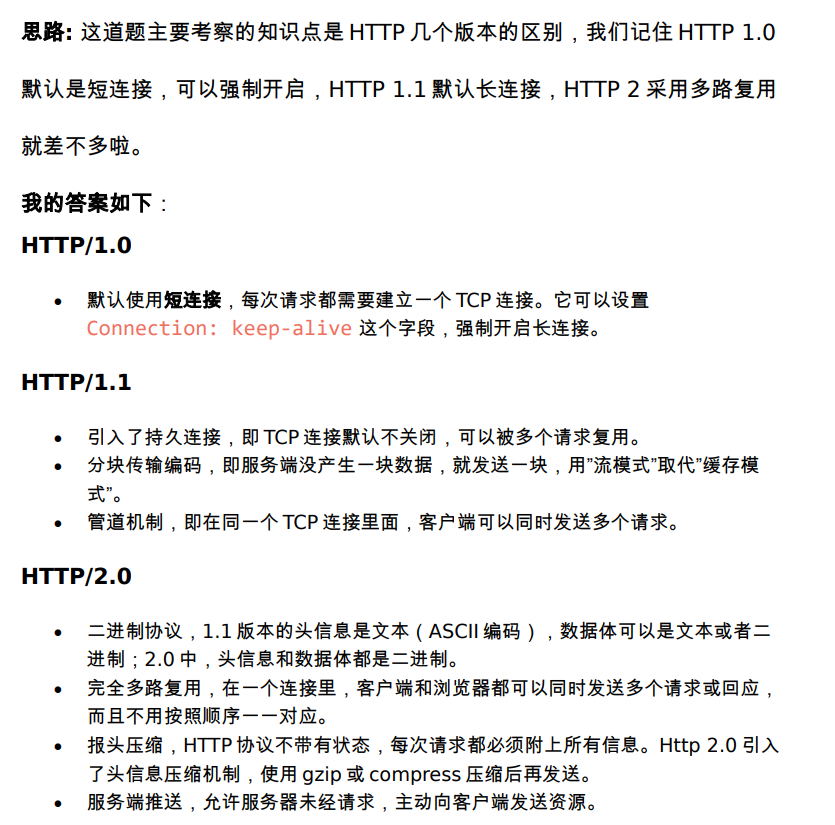 思路: 这道题主要考察的知识点是 HTTP 几个版本的区别，我们记住 HTTP 1.0
默认是短连接，可以强制开启，HTTP 1.1 默认长连接，HTTP 2 采用多路复用
就差不多啦。
我的答案如下：
HTTP/1.0
• 默认使用短连接，每次请求都需要建立一个 TCP 连接。它可以设置
Connection: keep-alive 这个字段，强制开启长连接。
HTTP/1.1
• 引入了持久连接，即 TCP 连接默认不关闭，可以被多个请求复用。
• 分块传输编码，即服务端没产生一块数据，就发送一块，用”流模式”取代”缓存模
式”。
• 管道机制，即在同一个 TCP 连接里面，客户端可以同时发送多个请求。
HTTP/2.0
• 二进制协议，1.1 版本的头信息是文本（ASCII 编码），数据体可以是文本或者二
进制；2.0 中，头信息和数据体都是二进制。
• 完全多路复用，在一个连接里，客户端和浏览器都可以同时发送多个请求或回应，
而且不用按照顺序一一对应。
• 报头压缩，HTTP 协议不带有状态，每次请求都必须附上所有信息。Http 2.0 引入
了头信息压缩机制，使用 gzip 或 compress 压缩后再发送。
• 服务端推送，允许服务器未经请求，主动向客户端发送资源。